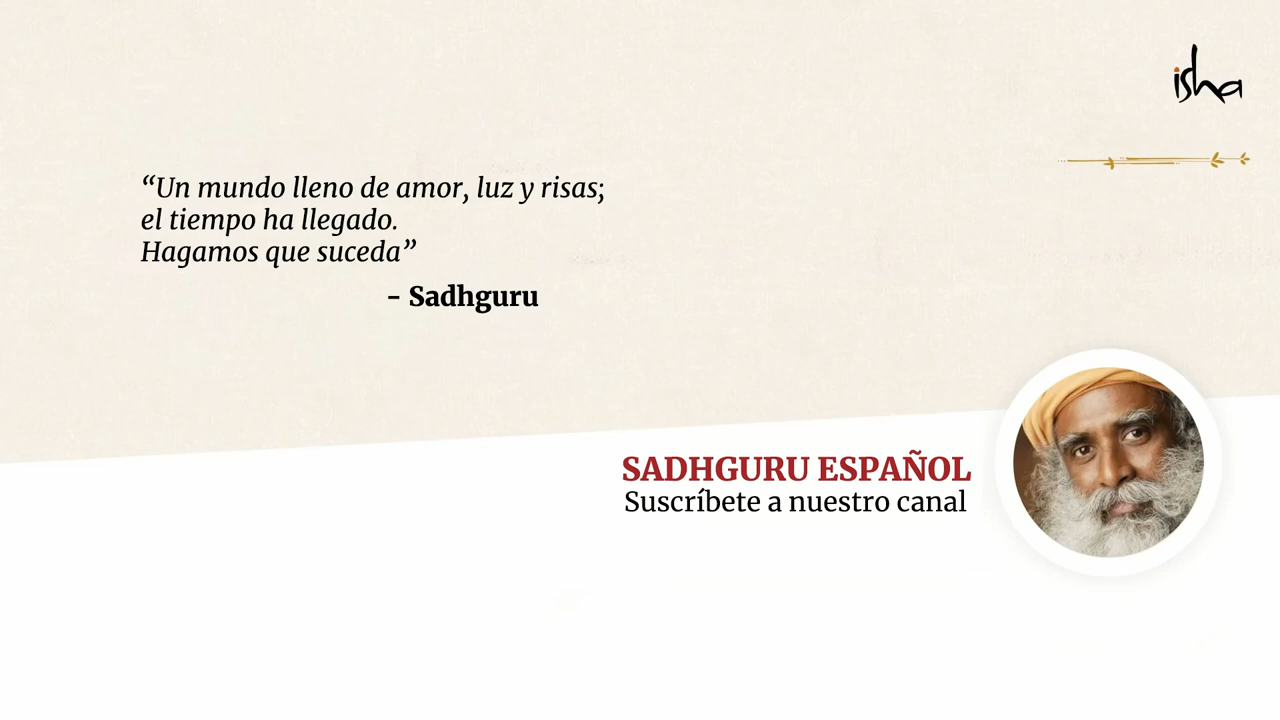 isha
“Un mundo lleno de amor, luz y risas;
el tiempo ha llegado.
Hagamos que suceda”
- Sadhguru
SADHGURU ESPAÑOL
Suscríbete a nuestro canal